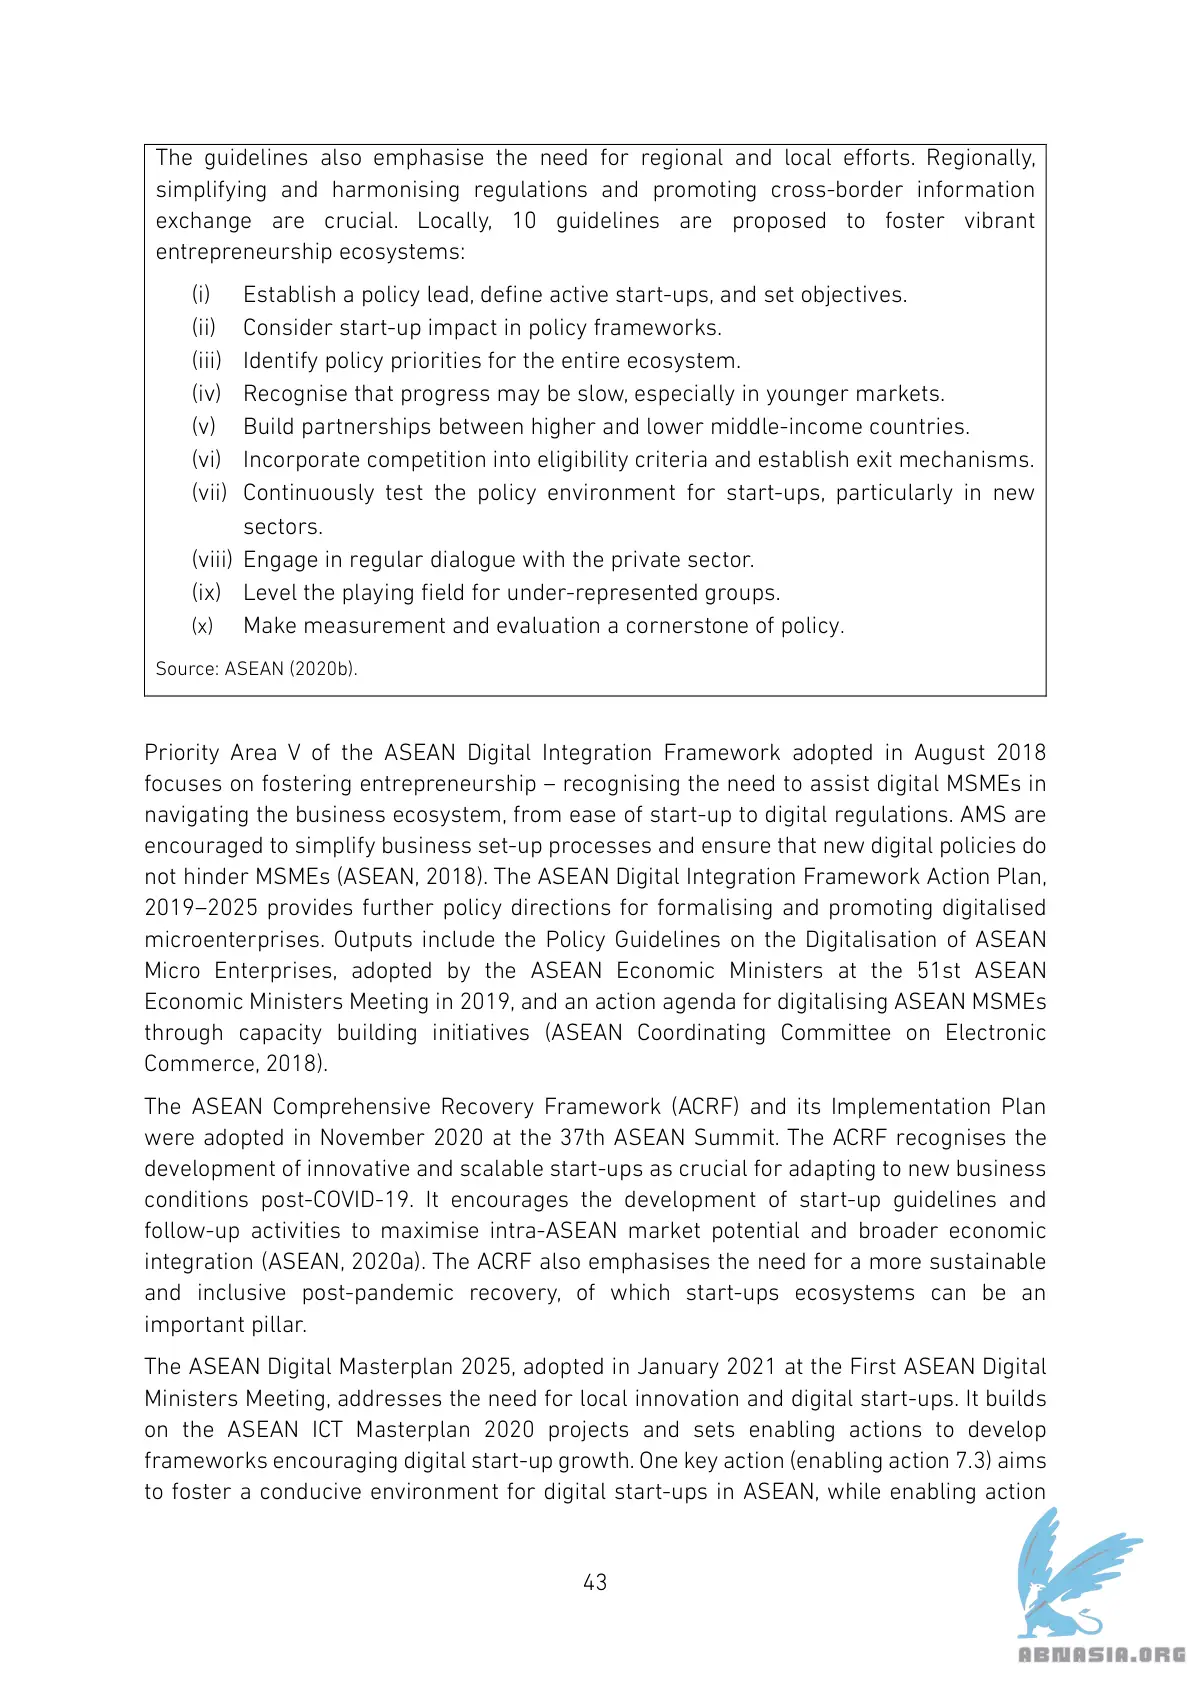 The guidelines also emphasise the need for regional and local efforts. Regionally,
simplifying and harmonising regulations and promoting cross-border information
exchange are crucial. Locally, 10 guidelines are proposed to foster vibrant
entrepreneurship ecosystems:
(i) Establish a policy lead, define active start-ups, and set objectives.
(ii) Consider start-up impact in policy frameworks.
(iii) Identify policy priorities for the entire ecosystem.
(iv) Recognise that progress may be slow, especially in younger markets.
(v) Build partnerships between higher and lower middle-income countries.
(vi) Incorporate competition into eligibility criteria and establish exit mechanisms.
(vii) Continuously test the policy environment for start-ups, particularly in new
sectors.
(viii) Engage in regular dialogue with the private sector.
(ix) Level the playing field for under-represented groups.
(x) Make measurement and evaluation a cornerstone of policy.
Source: ASEAN (2020b).
Priority Area V of the ASEAN Digital Integration Framework adopted in August 2018
focuses on fostering entrepreneurship – recognising the need to assist digital MSMEs in
navigating the business ecosystem, from ease of start-up to digital regulations. AMS are
encouraged to simplify business set-up processes and ensure that new digital policies do
not hinder MSMEs (ASEAN, 2018). The ASEAN Digital Integration Framework Action Plan,
2019–2025 provides further policy directions for formalising and promoting digitalised
microenterprises. Outputs include the Policy Guidelines on the Digitalisation of ASEAN
Micro Enterprises, adopted by the ASEAN Economic Ministers at the 51st ASEAN
Economic Ministers Meeting in 2019, and an action agenda for digitalising ASEAN MSMEs
through capacity building initiatives (ASEAN Coordinating Committee on Electronic
Commerce, 2018).
The ASEAN Comprehensive Recovery Framework (ACRF) and its Implementation Plan
were adopted in November 2020 at the 37th ASEAN Summit. The ACRF recognises the
development of innovative and scalable start-ups as crucial for adapting to new business
conditions post-COVID-19. It encourages the development of start-up guidelines and
follow-up activities to maximise intra-ASEAN market potential and broader economic
integration (ASEAN, 2020a). The ACRF also emphasises the need for a more sustainable
and inclusive post-pandemic recovery, of which start-ups ecosystems can be an
important pillar.
The ASEAN Digital Masterplan 2025, adopted in January 2021 at the First ASEAN Digital
Ministers Meeting, addresses the need for local innovation and digital start-ups. It builds
on the ASEAN ICT Masterplan 2020 projects and sets enabling actions to develop
frameworks encouraging digital start-up growth. One key action (enabling action 7.3) aims
to foster a conducive environment for digital start-ups in ASEAN, while enabling action
43
ABNASIA.ORG